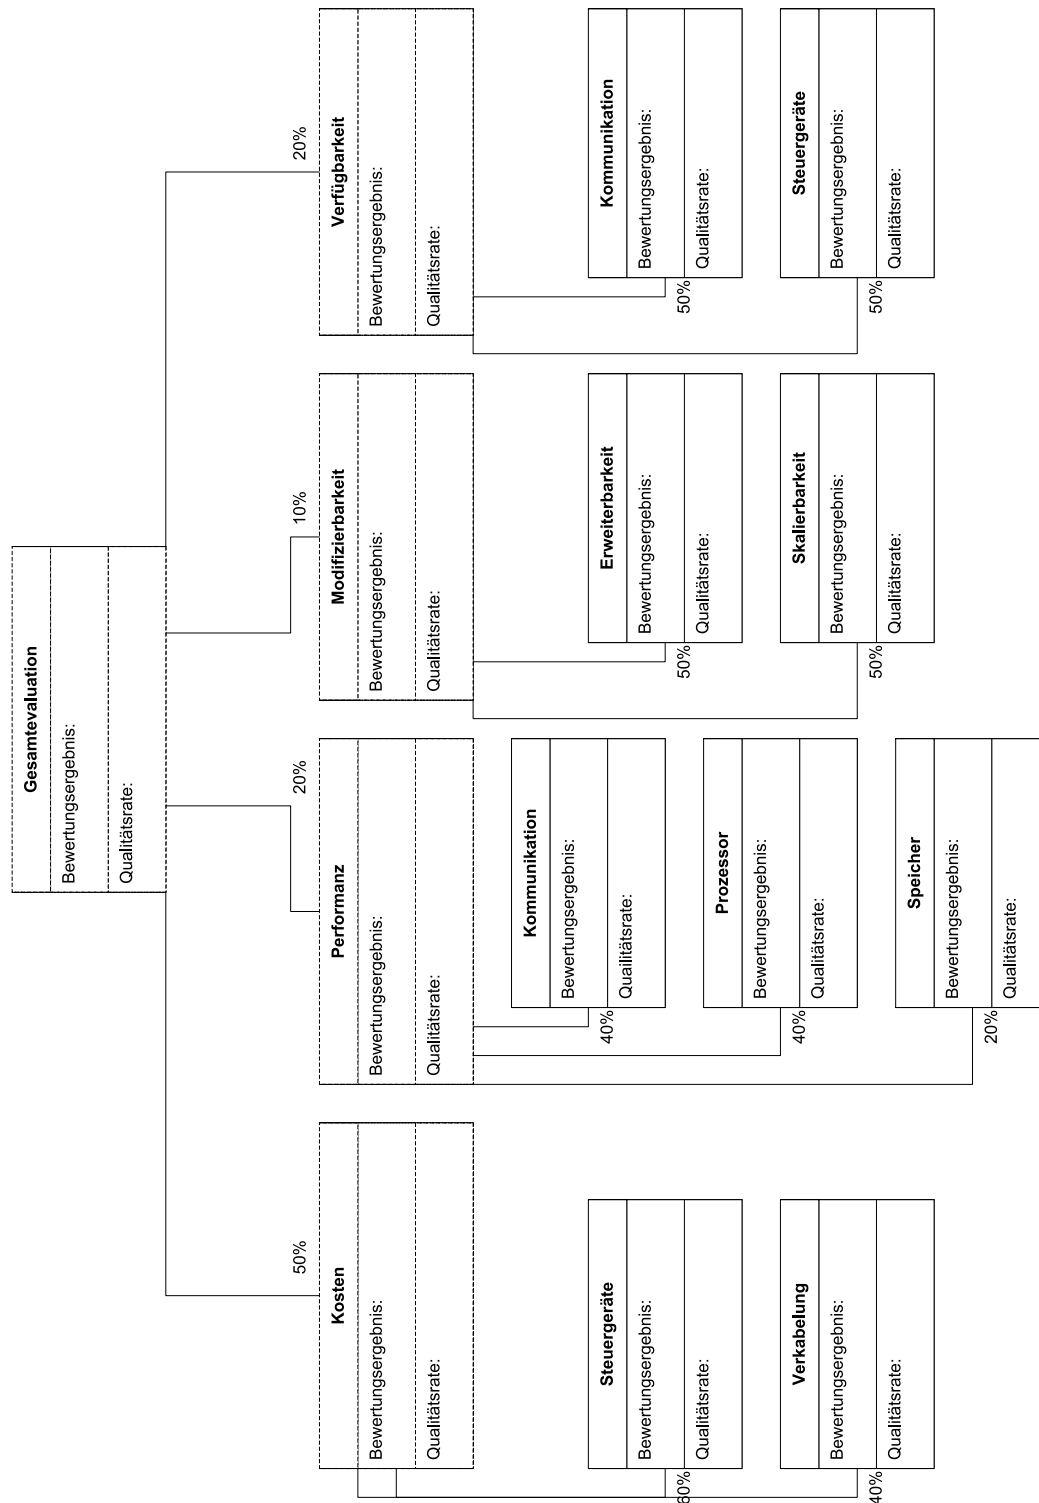 Gesamtevaluation
Bewertungsergebnis:
Qualitätsrate:
50%
20%
10%
20%
Kosten
Bewertungsergebnis:
Qualitätsrate:
Performanz
Bewertungsergebnis:
Qualitätsrate:
Modifizierbarkeit
Bewertungsergebnis:
Qualitätsrate:
Verfügbarkeit
Bewertungsergebnis:
Qualitätsrate:
60%
Steuergeräte
Bewertungsergebnis:
Qualitätsrate:
40%
Verkabelung
Bewertungsergebnis:
Qualitätsrate:
40%
Kommunikation
Bewertungsergebnis:
Quailitätsrate:
40%
Prozessor
Bewertungsergebnis:
Qualitätsrate:
20%
Speicher
Bewertungsergebnis:
Qualitätsrate:
50%
Erweiterbarkeit
Bewertungsergebnis:
Qualitätsrate:
50%
Skalierbarkeit
Bewertungsergebnis:
Qualitätsrate:
50%
Kommunikation
Bewertungsergebnis:
Qualitätsrate:
50%
Steuergeräte
Bewertungsergebnis:
Qualitätsrate: